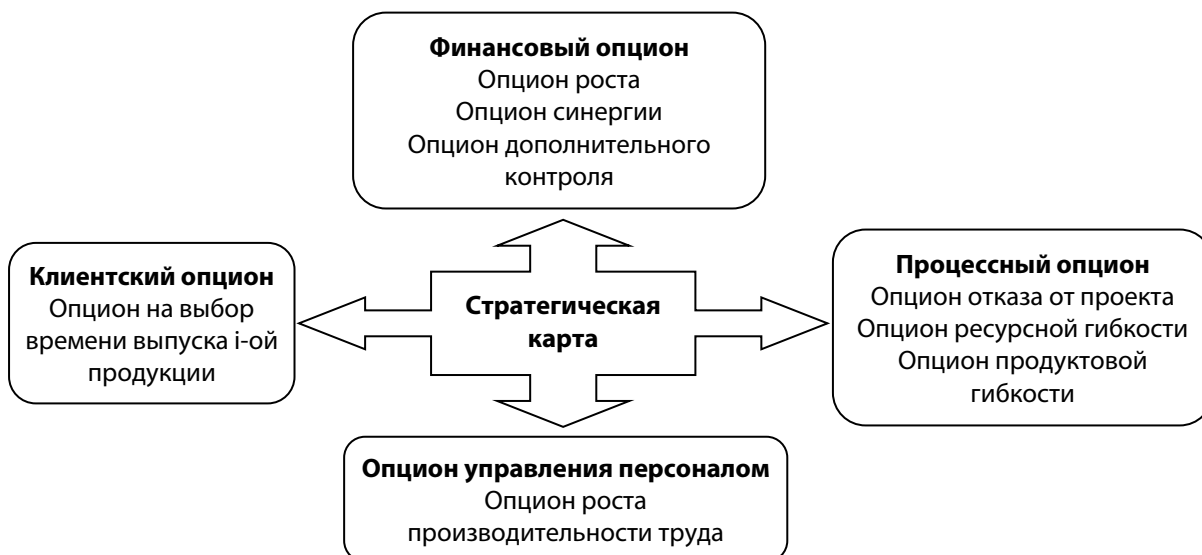 Финансовый опцион
Опцион роста
Опцион синергии
Опцион дополнительного
контроля
Клиентский опцион
Опцион на выбор
времени выпуска i-ой
продукции
Стратегическая
карта
Процессный опцион
Опцион отказа от проекта
Опцион ресурсной гибкости
Опцион продуктовой
гибкости
Опцион управления персоналом
Опцион роста
производительности труда